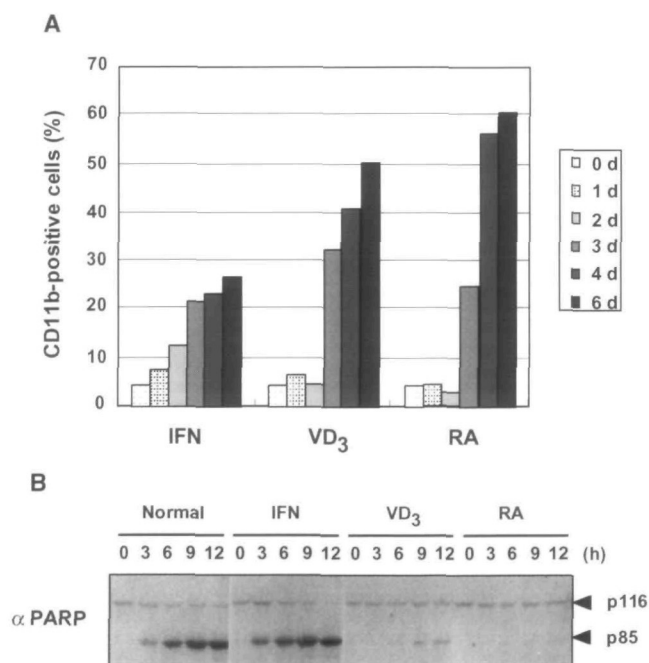 A
CD11b-positive cells (%)
70
60
50
40
30
20
10
0
IFN VD3 RA
0 d
1 d
2 d
3 d
4 d
6 d
B
Normal IFN VD3 RA
0 3 6 9 12 0 3 6 9 12 0 3 6 9 12 0 3 6 9 12 (h)
α PARP
p116
p85